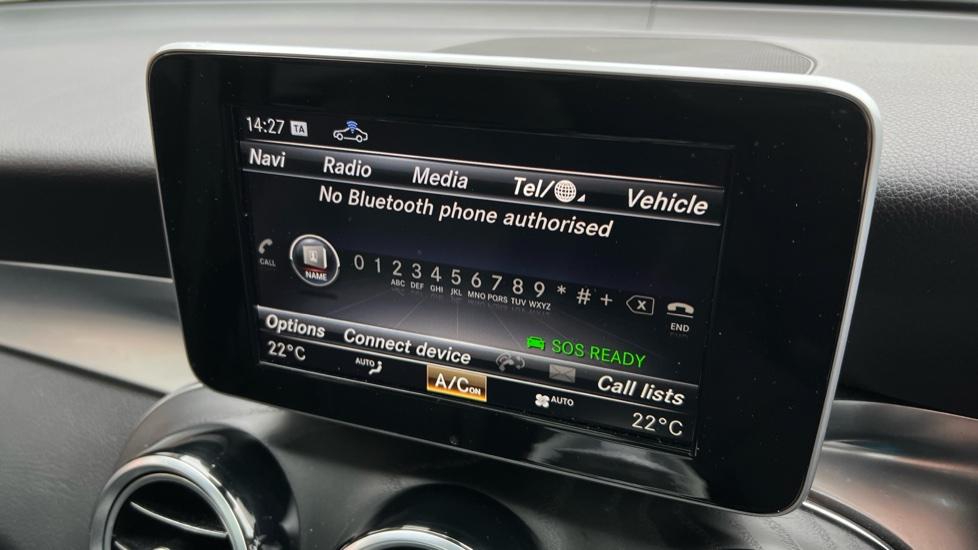 14:27 TA
Navi Radio Media Tel/ Vehicle
No Bluetooth phone authorised
CALL
NAME
0 1 2 3 4 5 6 7 8 9 * # +
ABC DEF GHI JKL MNO PQRS TUV WXYZ
END
SOS READY
Options Connect device Call lists
22°C AUTO A/C ON AUTO 22°C